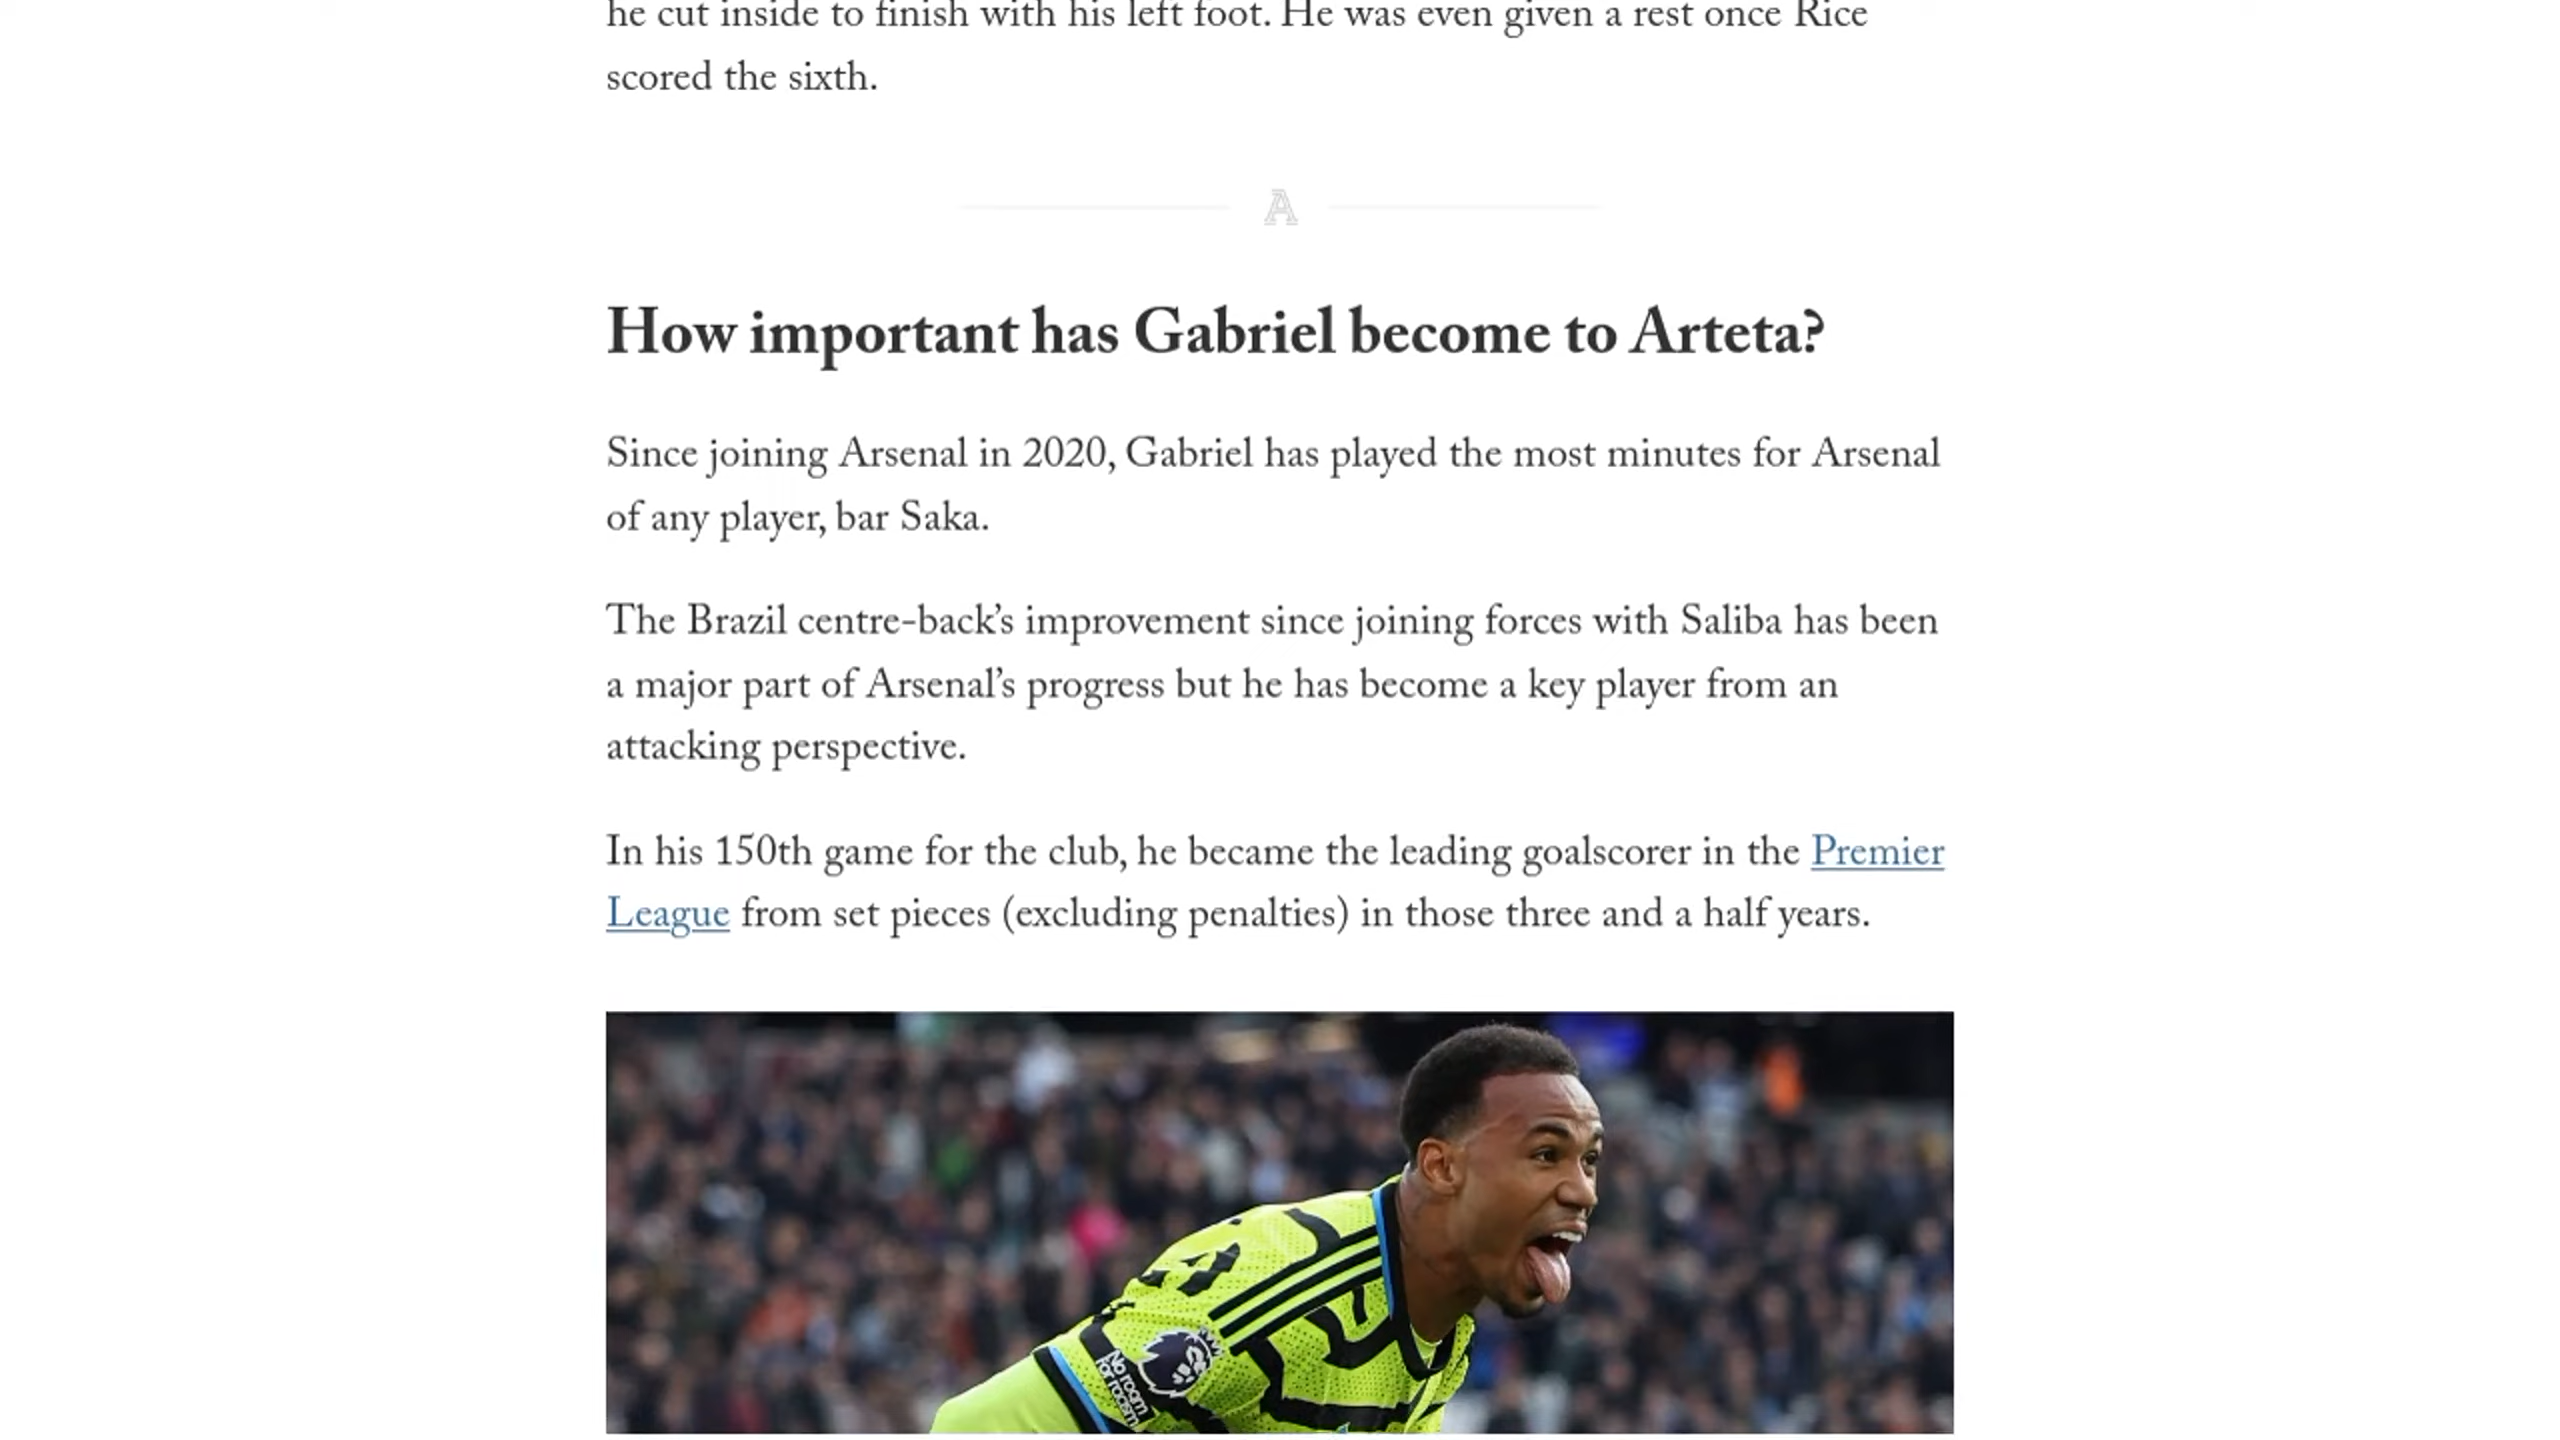 he cut inside to finish with his left foot. He was even given a rest once Rice
scored the sixth.
A
How important has Gabriel become to Arteta?
Since joining Arsenal in 2020, Gabriel has played the most minutes for Arsenal
of any player, bar Saka.
The Brazil centre-back’s improvement since joining forces with Saliba has been
a major part of Arsenal’s progress but he has become a key player from an
attacking perspective.
In his 150th game for the club, he became the leading goalscorer in the Premier
League from set pieces (excluding penalties) in those three and a half years.
No room
for racism